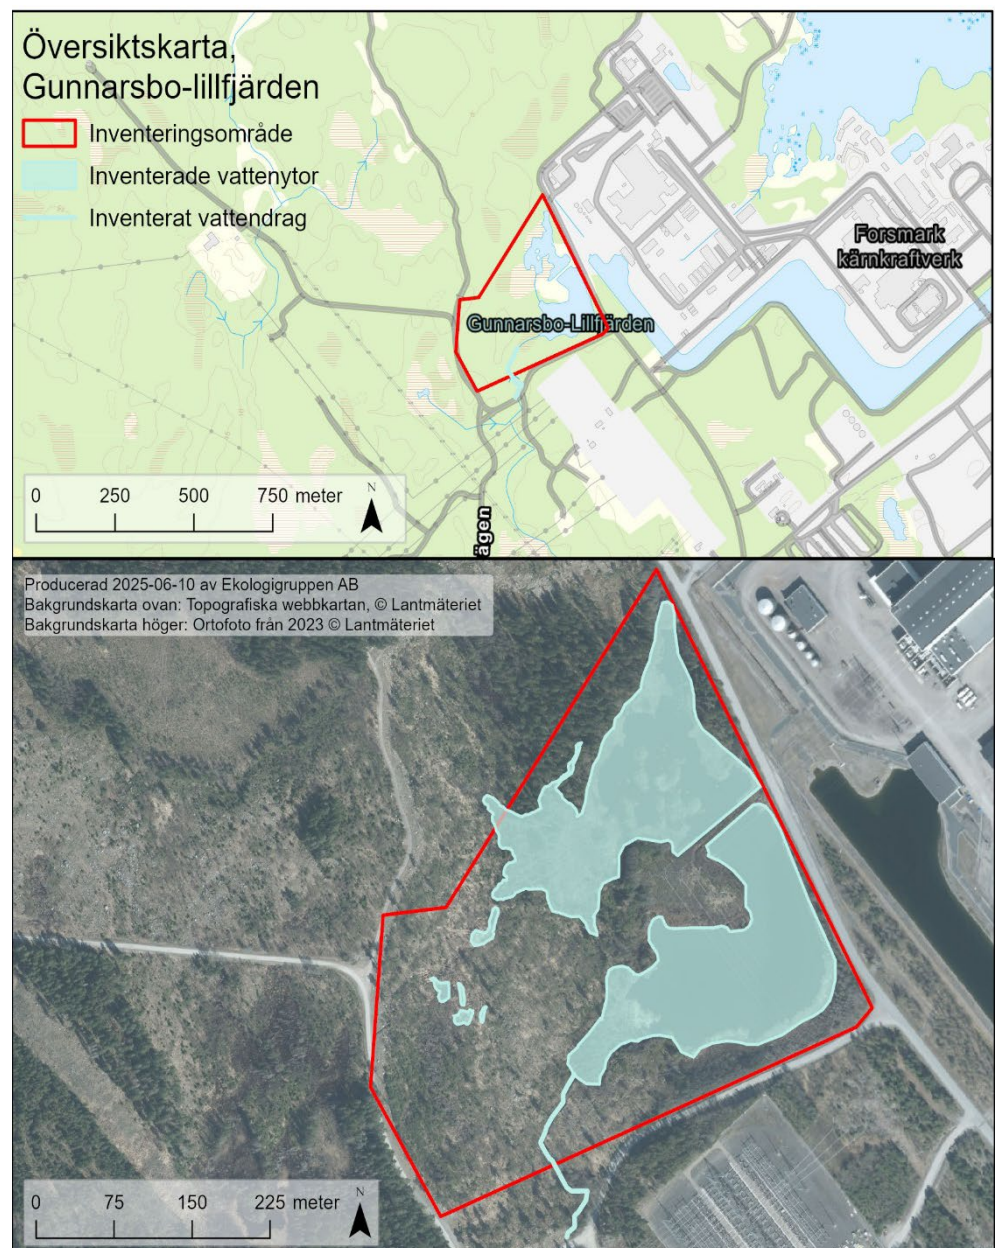 Översiktskarta,
Gunnarsbo-lillfjärden
Inventeringsområde
Inventerade vattenytor
Inventerat vattendrag
Forsmark
kärnkraftverk
Gunnarsbo-Lillfjärden
0 250 500 750 meter
N
ägen
Producerad 2025-06-10 av Ekologigruppen AB
Bakgrundskarta ovan: Topografiska webbkartan, © Lantmäteriet
Bakgrundskarta höger: Ortofoto från 2023 © Lantmäteriet
0 75 150 225 meter
N